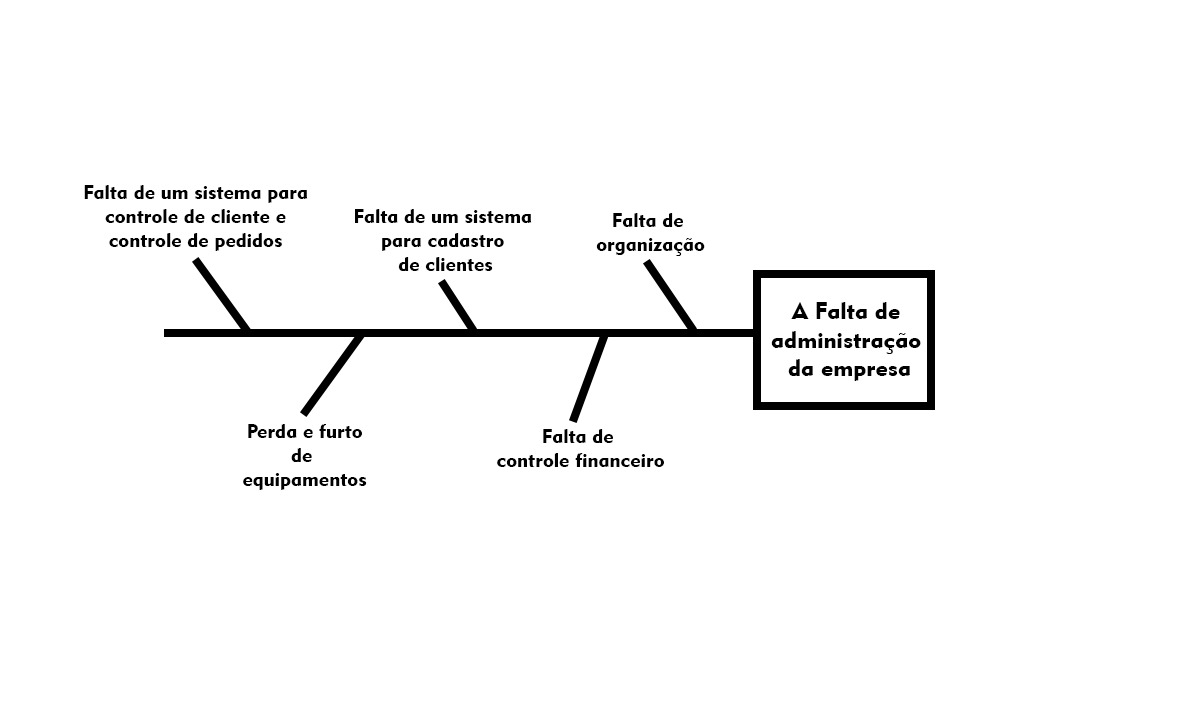 Falta de um sistema para
controle de cliente e
controle de pedidos
Falta de um sistema
para cadastro
de clientes
Falta de
organização
A Falta de
administração
da empresa
Perda e furto
de
equipamentos
Falta de
controle financeiro